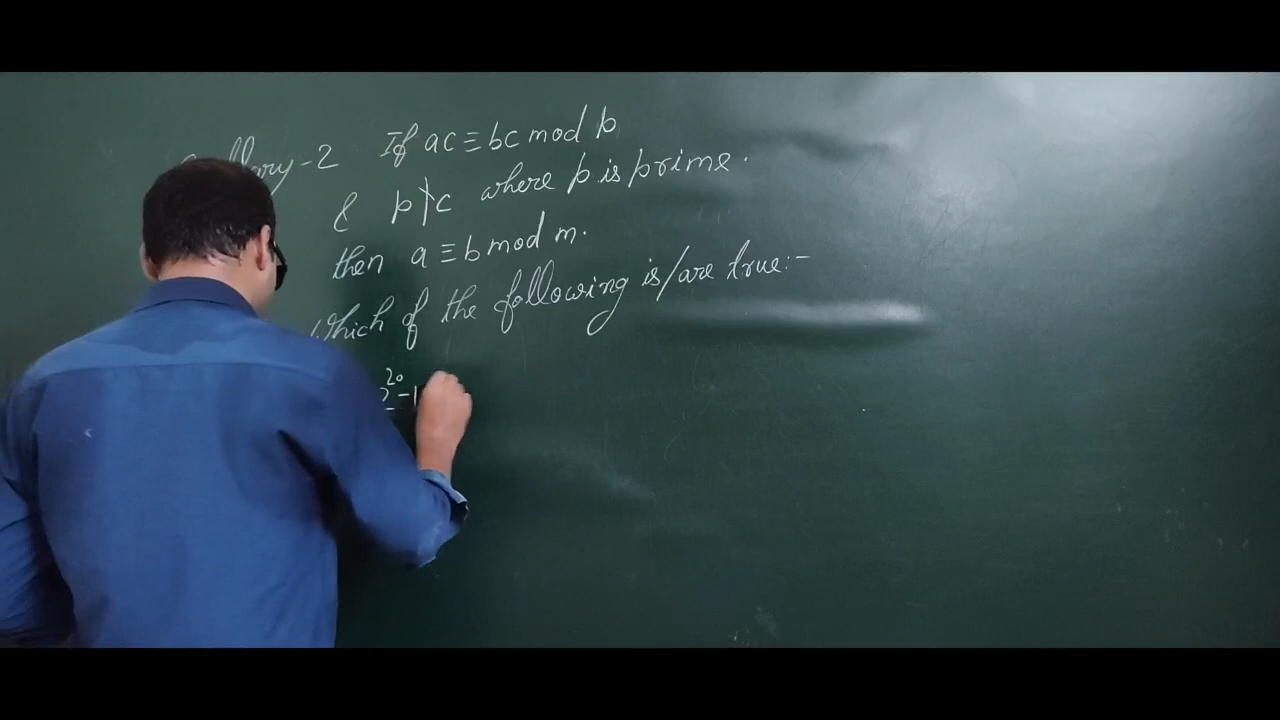 -2 If ac ≡ bc mod p
& p∤c where p is prime.
then a ≡ b mod m.
Which of the following is/are true:-
2²⁰-1